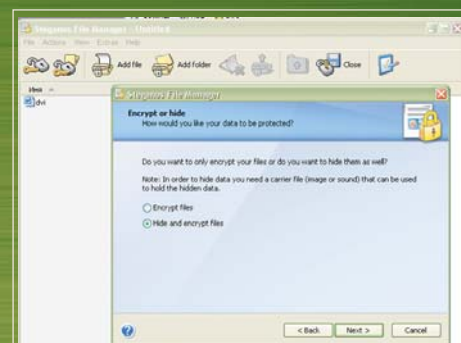 Steganos File Manager - Untitled
File Actions View Extras Help
Add file Add folder Close
Имя
dvi
Steganos File Manager
Encrypt or hide
How would you like your data to be protected?
Do you want to only encrypt your files or do you want to hide them as well?
Note: In order to hide data you need a carrier file (image or sound) that can be used
to hold the hidden data.
Encrypt files
Hide and encrypt files
< Back Next > Cancel